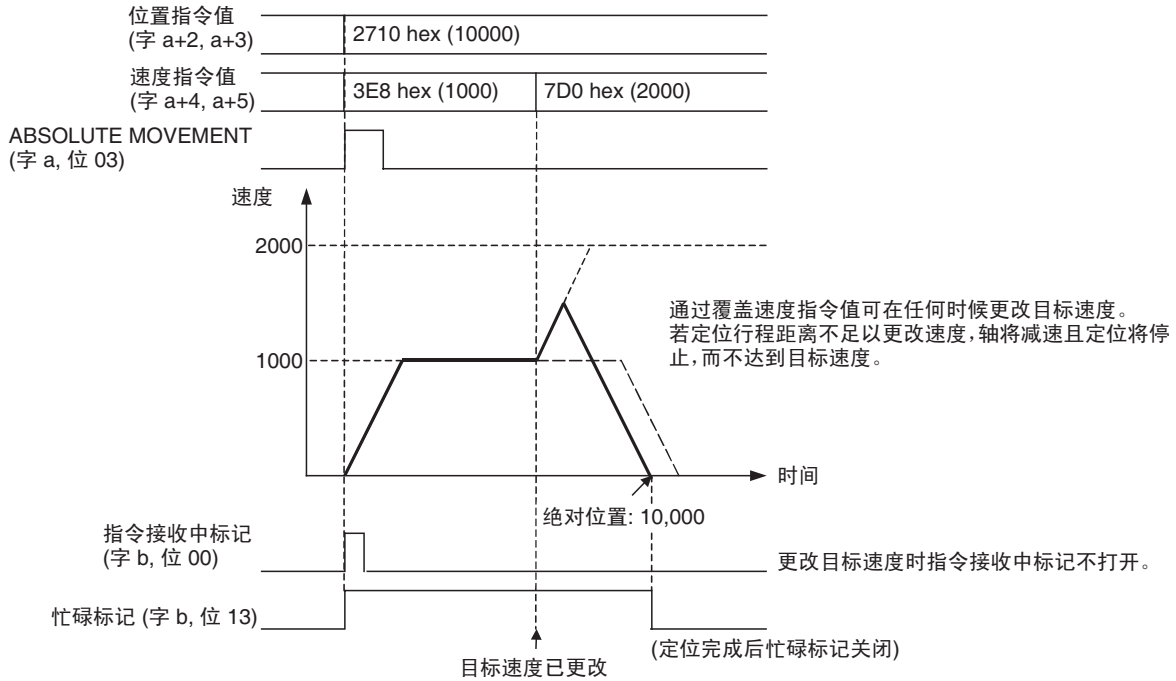 位置指令值
(字 a+2, a+3)
2710 hex (10000)
速度指令值
(字 a+4, a+5)
3E8 hex (1000)
7D0 hex (2000)
ABSOLUTE MOVEMENT
(字 a, 位 03)
速度
2000
通过覆盖速度指令值可在任何时候更改目标速度。
若定位行程距离不足以更改速度,轴将减速且定位将停
止,而不达到目标速度。
1000
时间
绝对位置: 10,000
指令接收中标记
(字 b, 位 00)
更改目标速度时指令接收中标记不打开。
忙碌标记 (字 b, 位 13)
(定位完成后忙碌标记关闭)
目标速度已更改